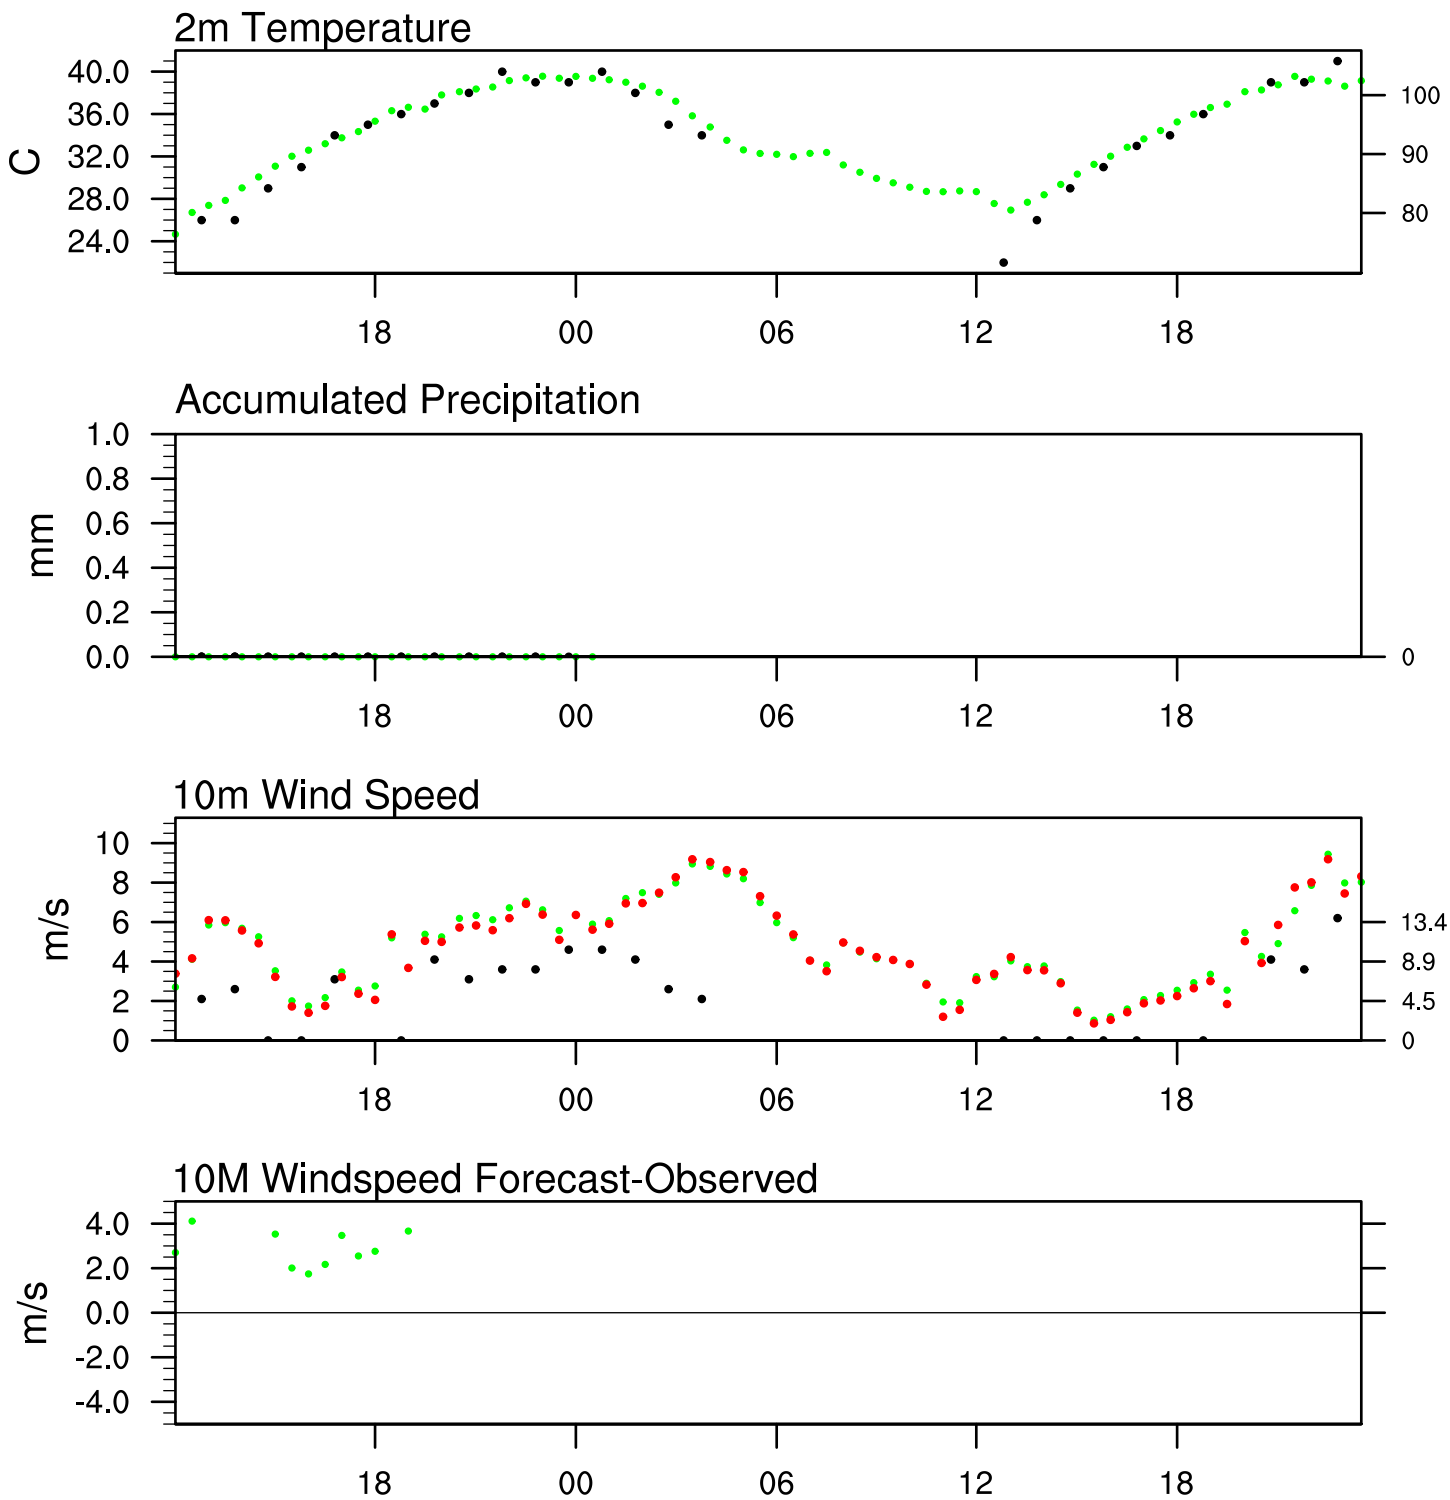 2m Temperature
40.0
36.0
32.0
28.0
24.0
C
100
90
80
18 00 06 12 18
Accumulated Precipitation
1.0
0.8
0.6
0.4
0.2
0.0
mm
0
18 00 06 12 18
10m Wind Speed
10
8
6
4
2
0
m/s
13.4
8.9
4.5
0
18 00 06 12 18
10M Windspeed Forecast-Observed
4.0
2.0
0.0
-2.0
-4.0
m/s
18 00 06 12 18